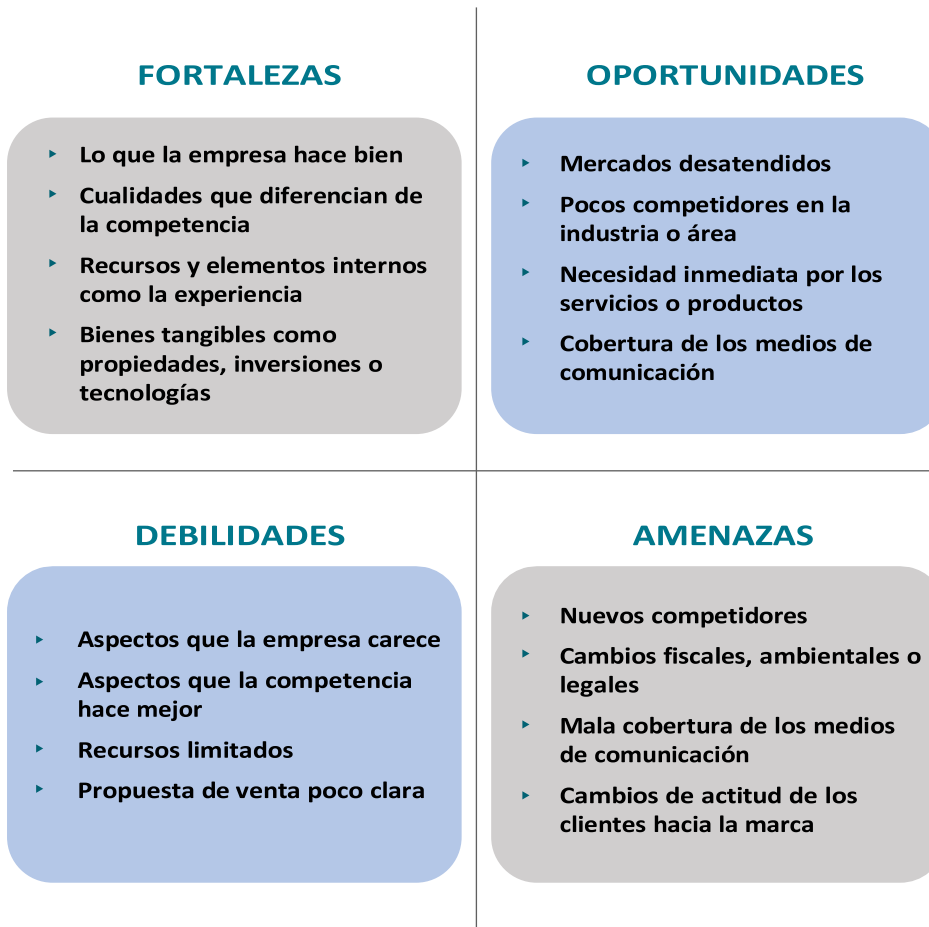 FORTALEZAS
Lo que la empresa hace bien
Cualidades que diferencian de
la competencia
Recursos y elementos internos
como la experiencia
Bienes tangibles como
propiedades, inversiones o
tecnologías
OPORTUNIDADES
Mercados desatendidos
Pocos competidores en la
industria o área
Necesidad inmediata por los
servicios o productos
Cobertura de los medios de
comunicación
DEBILIDADES
Aspectos que la empresa carece
Aspectos que la competencia
hace mejor
Recursos limitados
Propuesta de venta poco clara
AMENAZAS
Nuevos competidores
Cambios fiscales, ambientales o
legales
Mala cobertura de los medios
de comunicación
Cambios de actitud de los
clientes hacia la marca